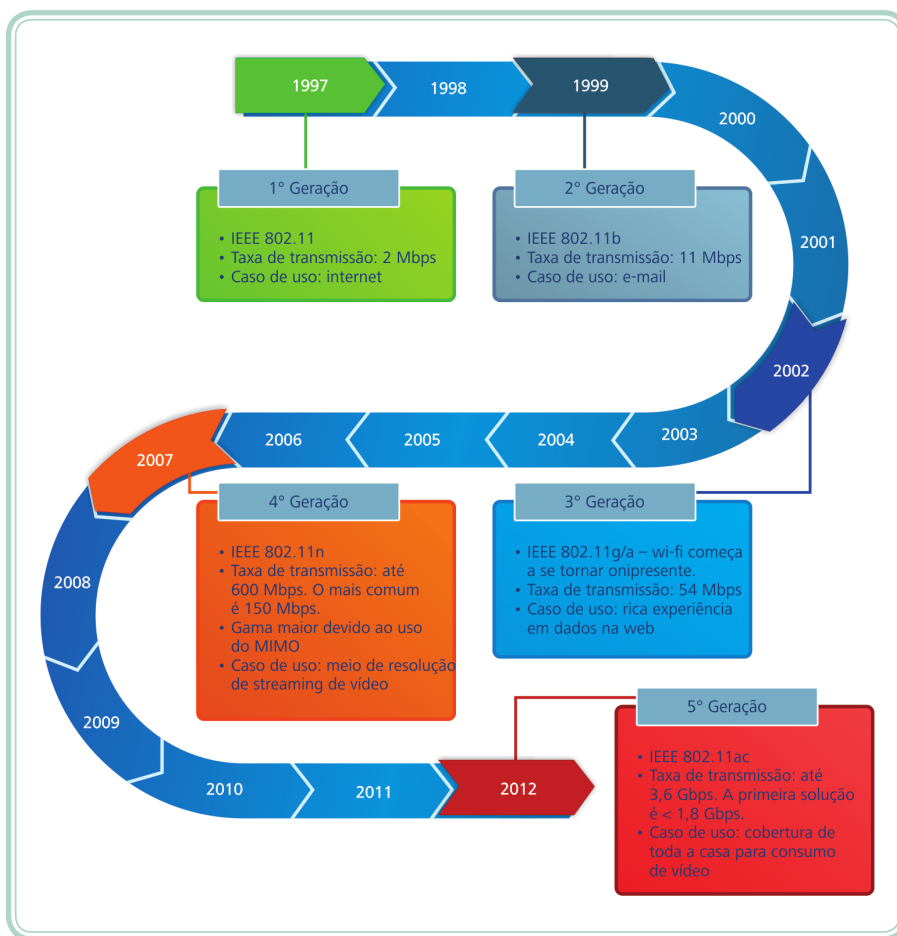 1997
1998
1999
2000
2001
2002
2003
2004
2005
2006
2007
2008
2009
2010
2011
2012
1° Geração
• IEEE 802.11
• Taxa de transmissão: 2 Mbps
• Caso de uso: internet
2° Geração
• IEEE 802.11b
• Taxa de transmissão: 11 Mbps
• Caso de uso: e-mail
3° Geração
• IEEE 802.11g/a – wi-fi começa
a se tornar onipresente.
• Taxa de transmissão: 54 Mbps
• Caso de uso: rica experiência
em dados na web
4° Geração
• IEEE 802.11n
• Taxa de transmissão: até
600 Mbps. O mais comum
é 150 Mbps.
• Gama maior devido ao uso
do MIMO
• Caso de uso: meio de resolução
de streaming de vídeo
5° Geração
• IEEE 802.11ac
• Taxa de transmissão: até
3,6 Gbps. A primeira solução
é < 1,8 Gbps.
• Caso de uso: cobertura de
toda a casa para consumo
de vídeo